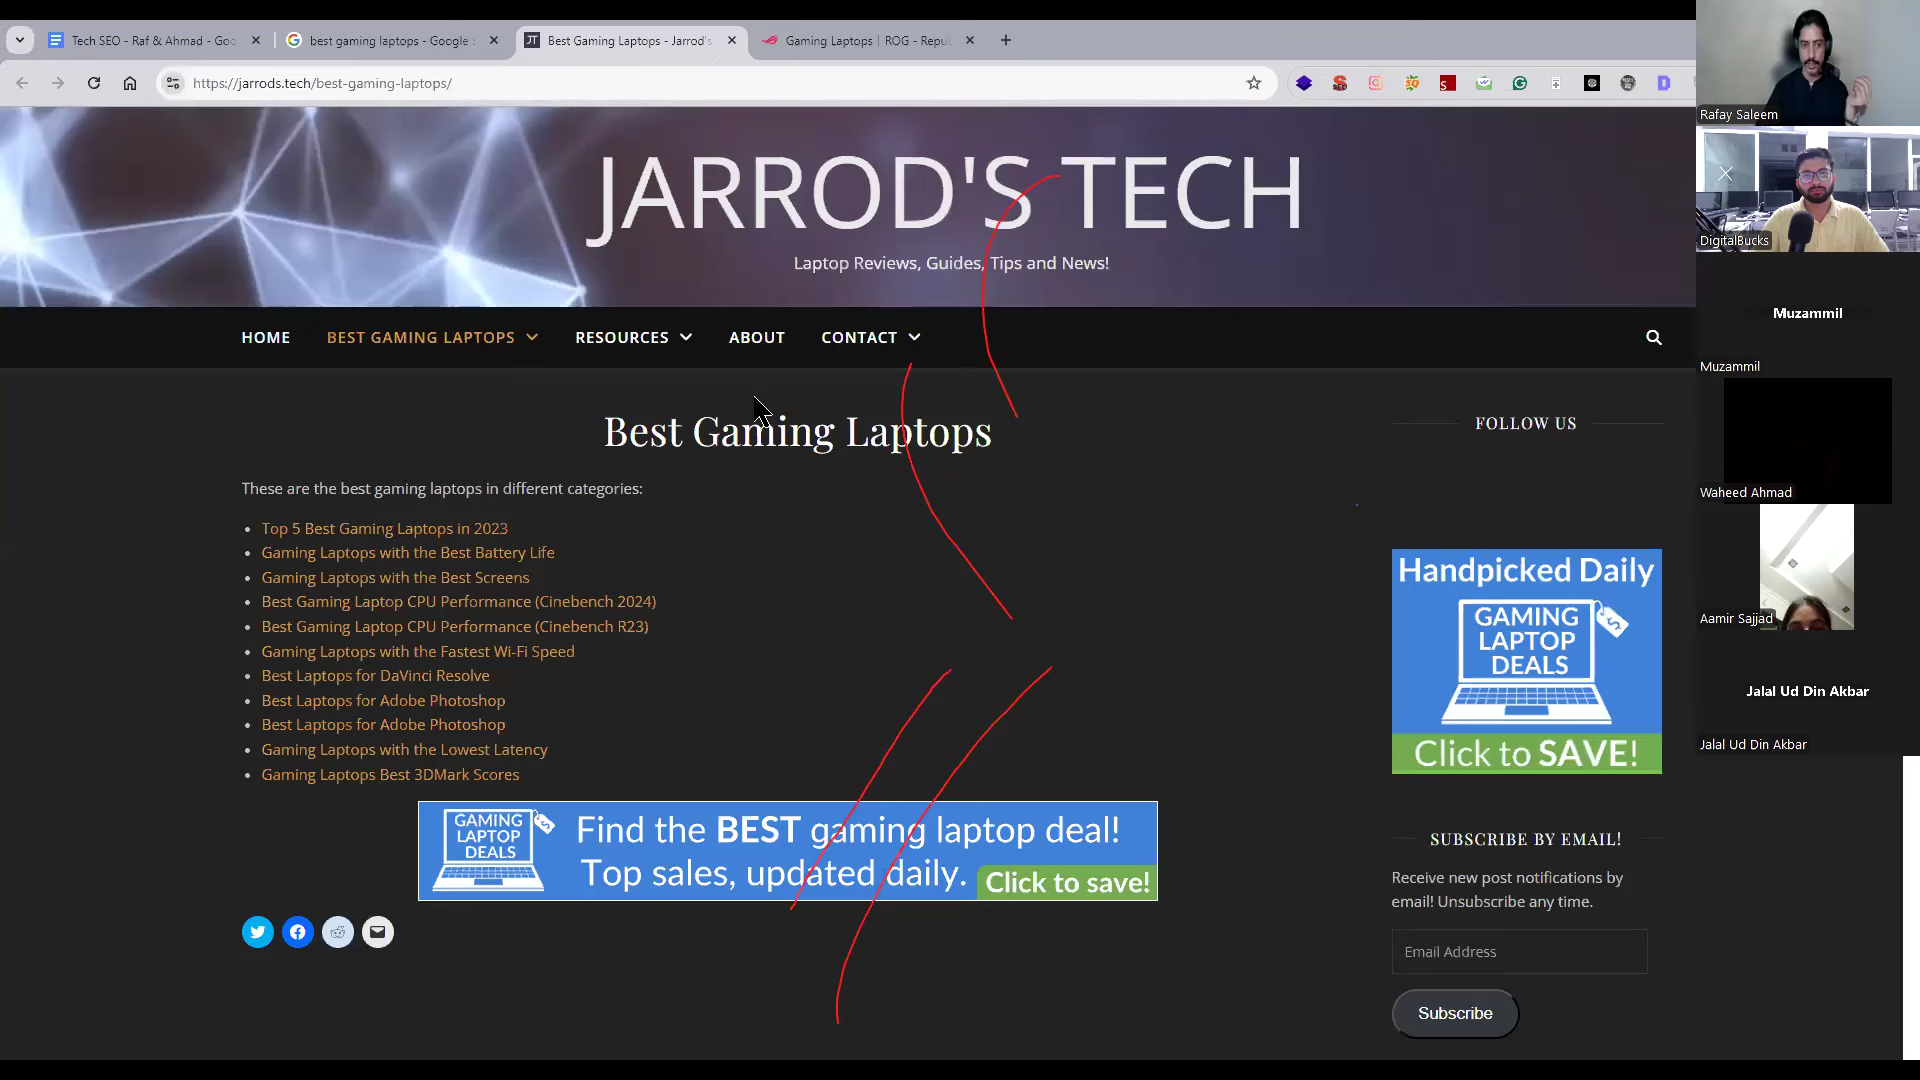 Tech SEO - Raf & Ahmad - Goo
best gaming laptops - Google
JT
Best Gaming Laptops - Jarrod's
Gaming Laptops | ROG - Repu
https://jarrods.tech/best-gaming-laptops/
JARROD'S TECH
Laptop Reviews, Guides, Tips and News!
HOME
BEST GAMING LAPTOPS
RESOURCES
ABOUT
CONTACT
Best Gaming Laptops
These are the best gaming laptops in different categories:
Top 5 Best Gaming Laptops in 2023
Gaming Laptops with the Best Battery Life
Gaming Laptops with the Best Screens
Best Gaming Laptop CPU Performance (Cinebench 2024)
Best Gaming Laptop CPU Performance (Cinebench R23)
Gaming Laptops with the Fastest Wi-Fi Speed
Best Laptops for DaVinci Resolve
Best Laptops for Adobe Photoshop
Best Laptops for Adobe Photoshop
Gaming Laptops with the Lowest Latency
Gaming Laptops Best 3DMark Scores
GAMING
LAPTOP
DEALS
Find the BEST gaming laptop deal!
Top sales, updated daily.
Click to save!
FOLLOW US
Handpicked Daily
GAMING
LAPTOP
DEALS
Click to SAVE!
SUBSCRIBE BY EMAIL!
Receive new post notifications by
email! Unsubscribe any time.
Email Address
Subscribe
Rafay Saleem
DigitalBucks
Muzammil
Muzammil
Waheed Ahmad
Aamir Sajjad
Jalal Ud Din Akbar
Jalal Ud Din Akbar